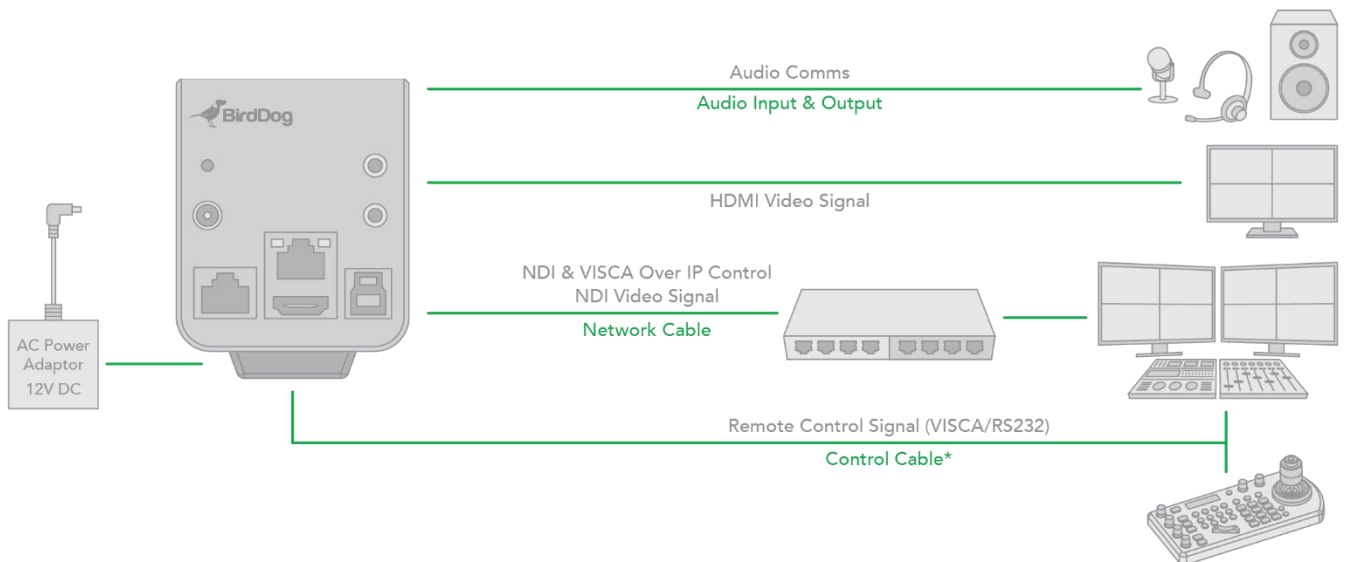 Audio Comms
Audio Input & Output
BirdDog
HDMI Video Signal
NDI & VISCA Over IP Control
NDI Video Signal
Network Cable
AC Power
Adaptor
12V DC
Remote Control Signal (VISCA/RS232)
Control Cable*